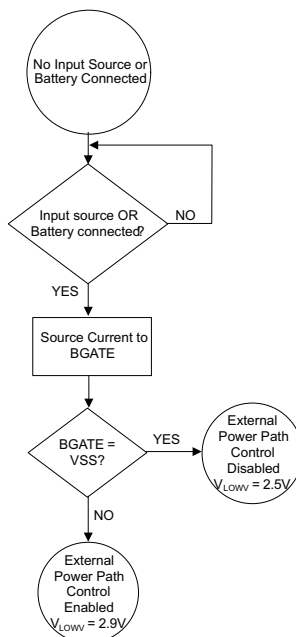 No Input Source or
Battery Connected
Input source OR
Battery connected?
NO
YES
Source Current to
BGATE
BGATE =
VSS?
YES
External
Power Path
Control
Disabled
VLOWV = 2.5V
NO
External
Power Path
Control
Enabled
VLOWV = 2.9V